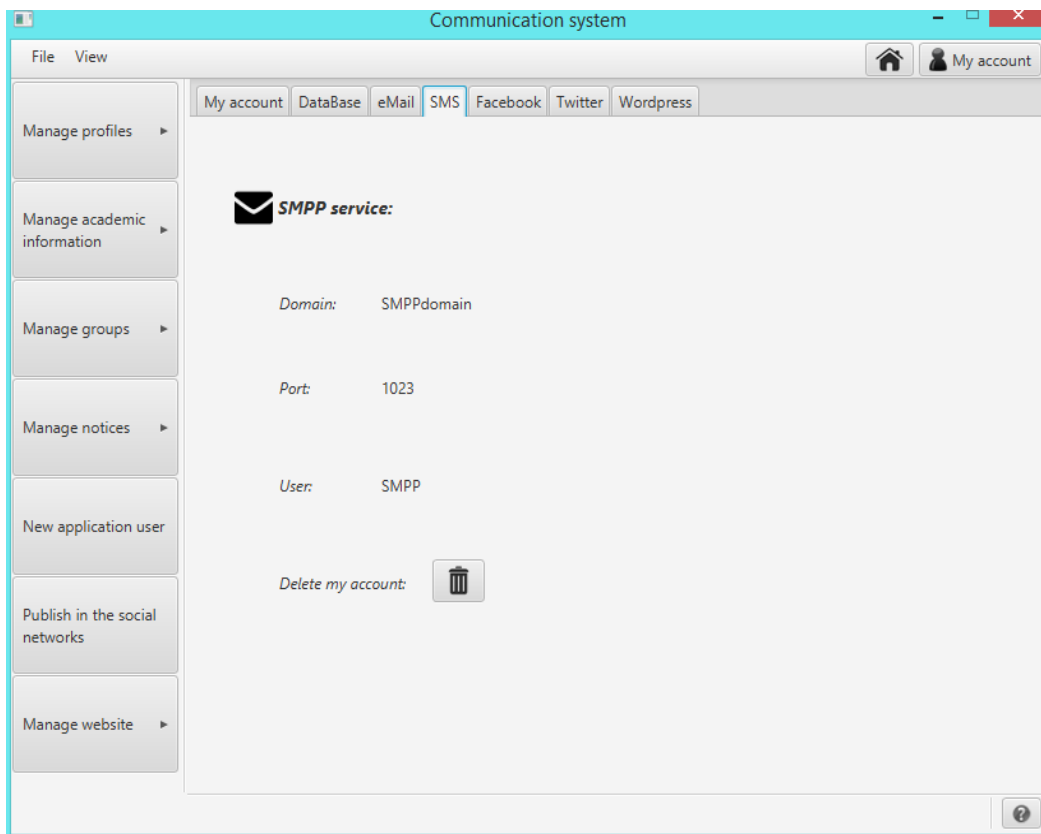 Communication system
File View
My account
My account DataBase eMail SMS Facebook Twitter Wordpress
Manage profiles
Manage academic
information
Manage groups
Manage notices
New application user
Publish in the social
networks
Manage website
SMPP service:
Domain: SMPPdomain
Port: 1023
User: SMPP
Delete my account: